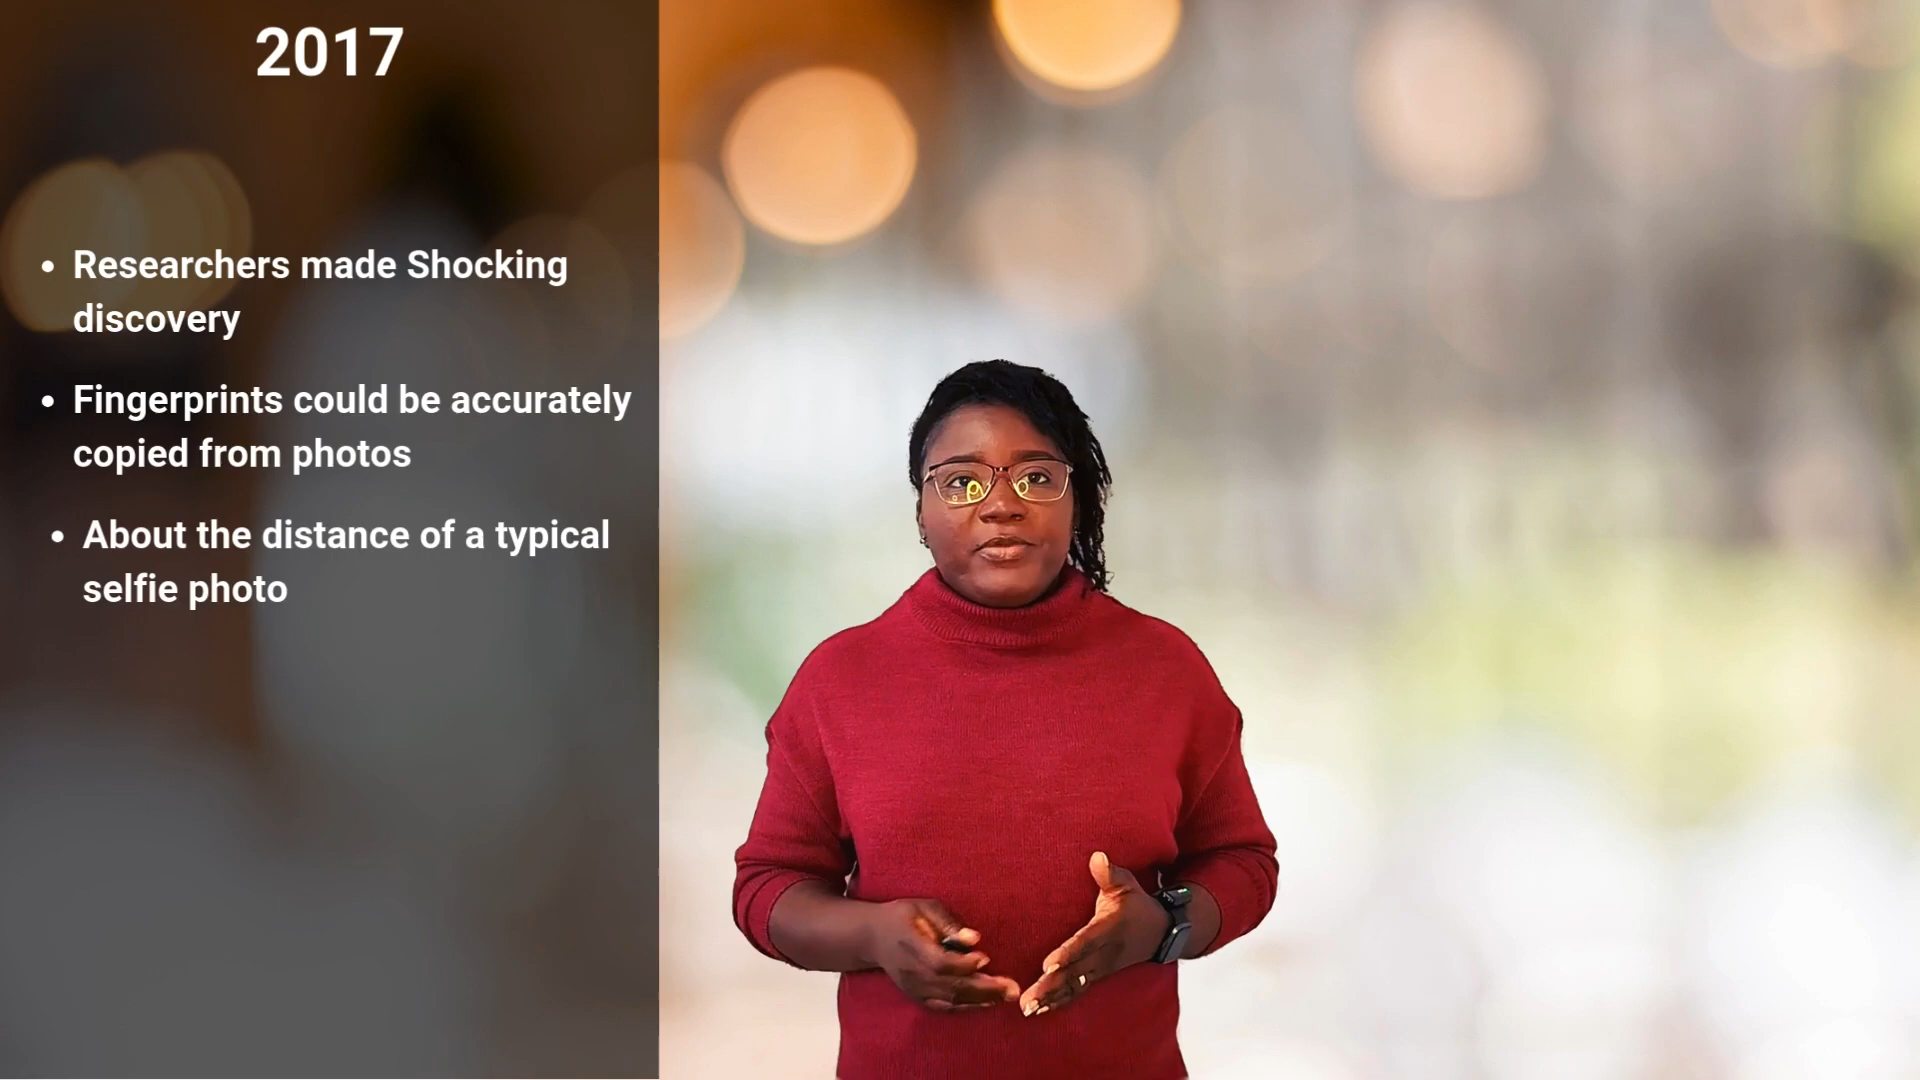 2017
• Researchers made Shocking
discovery
• Fingerprints could be accurately
copied from photos
• About the distance of a typical
selfie photo